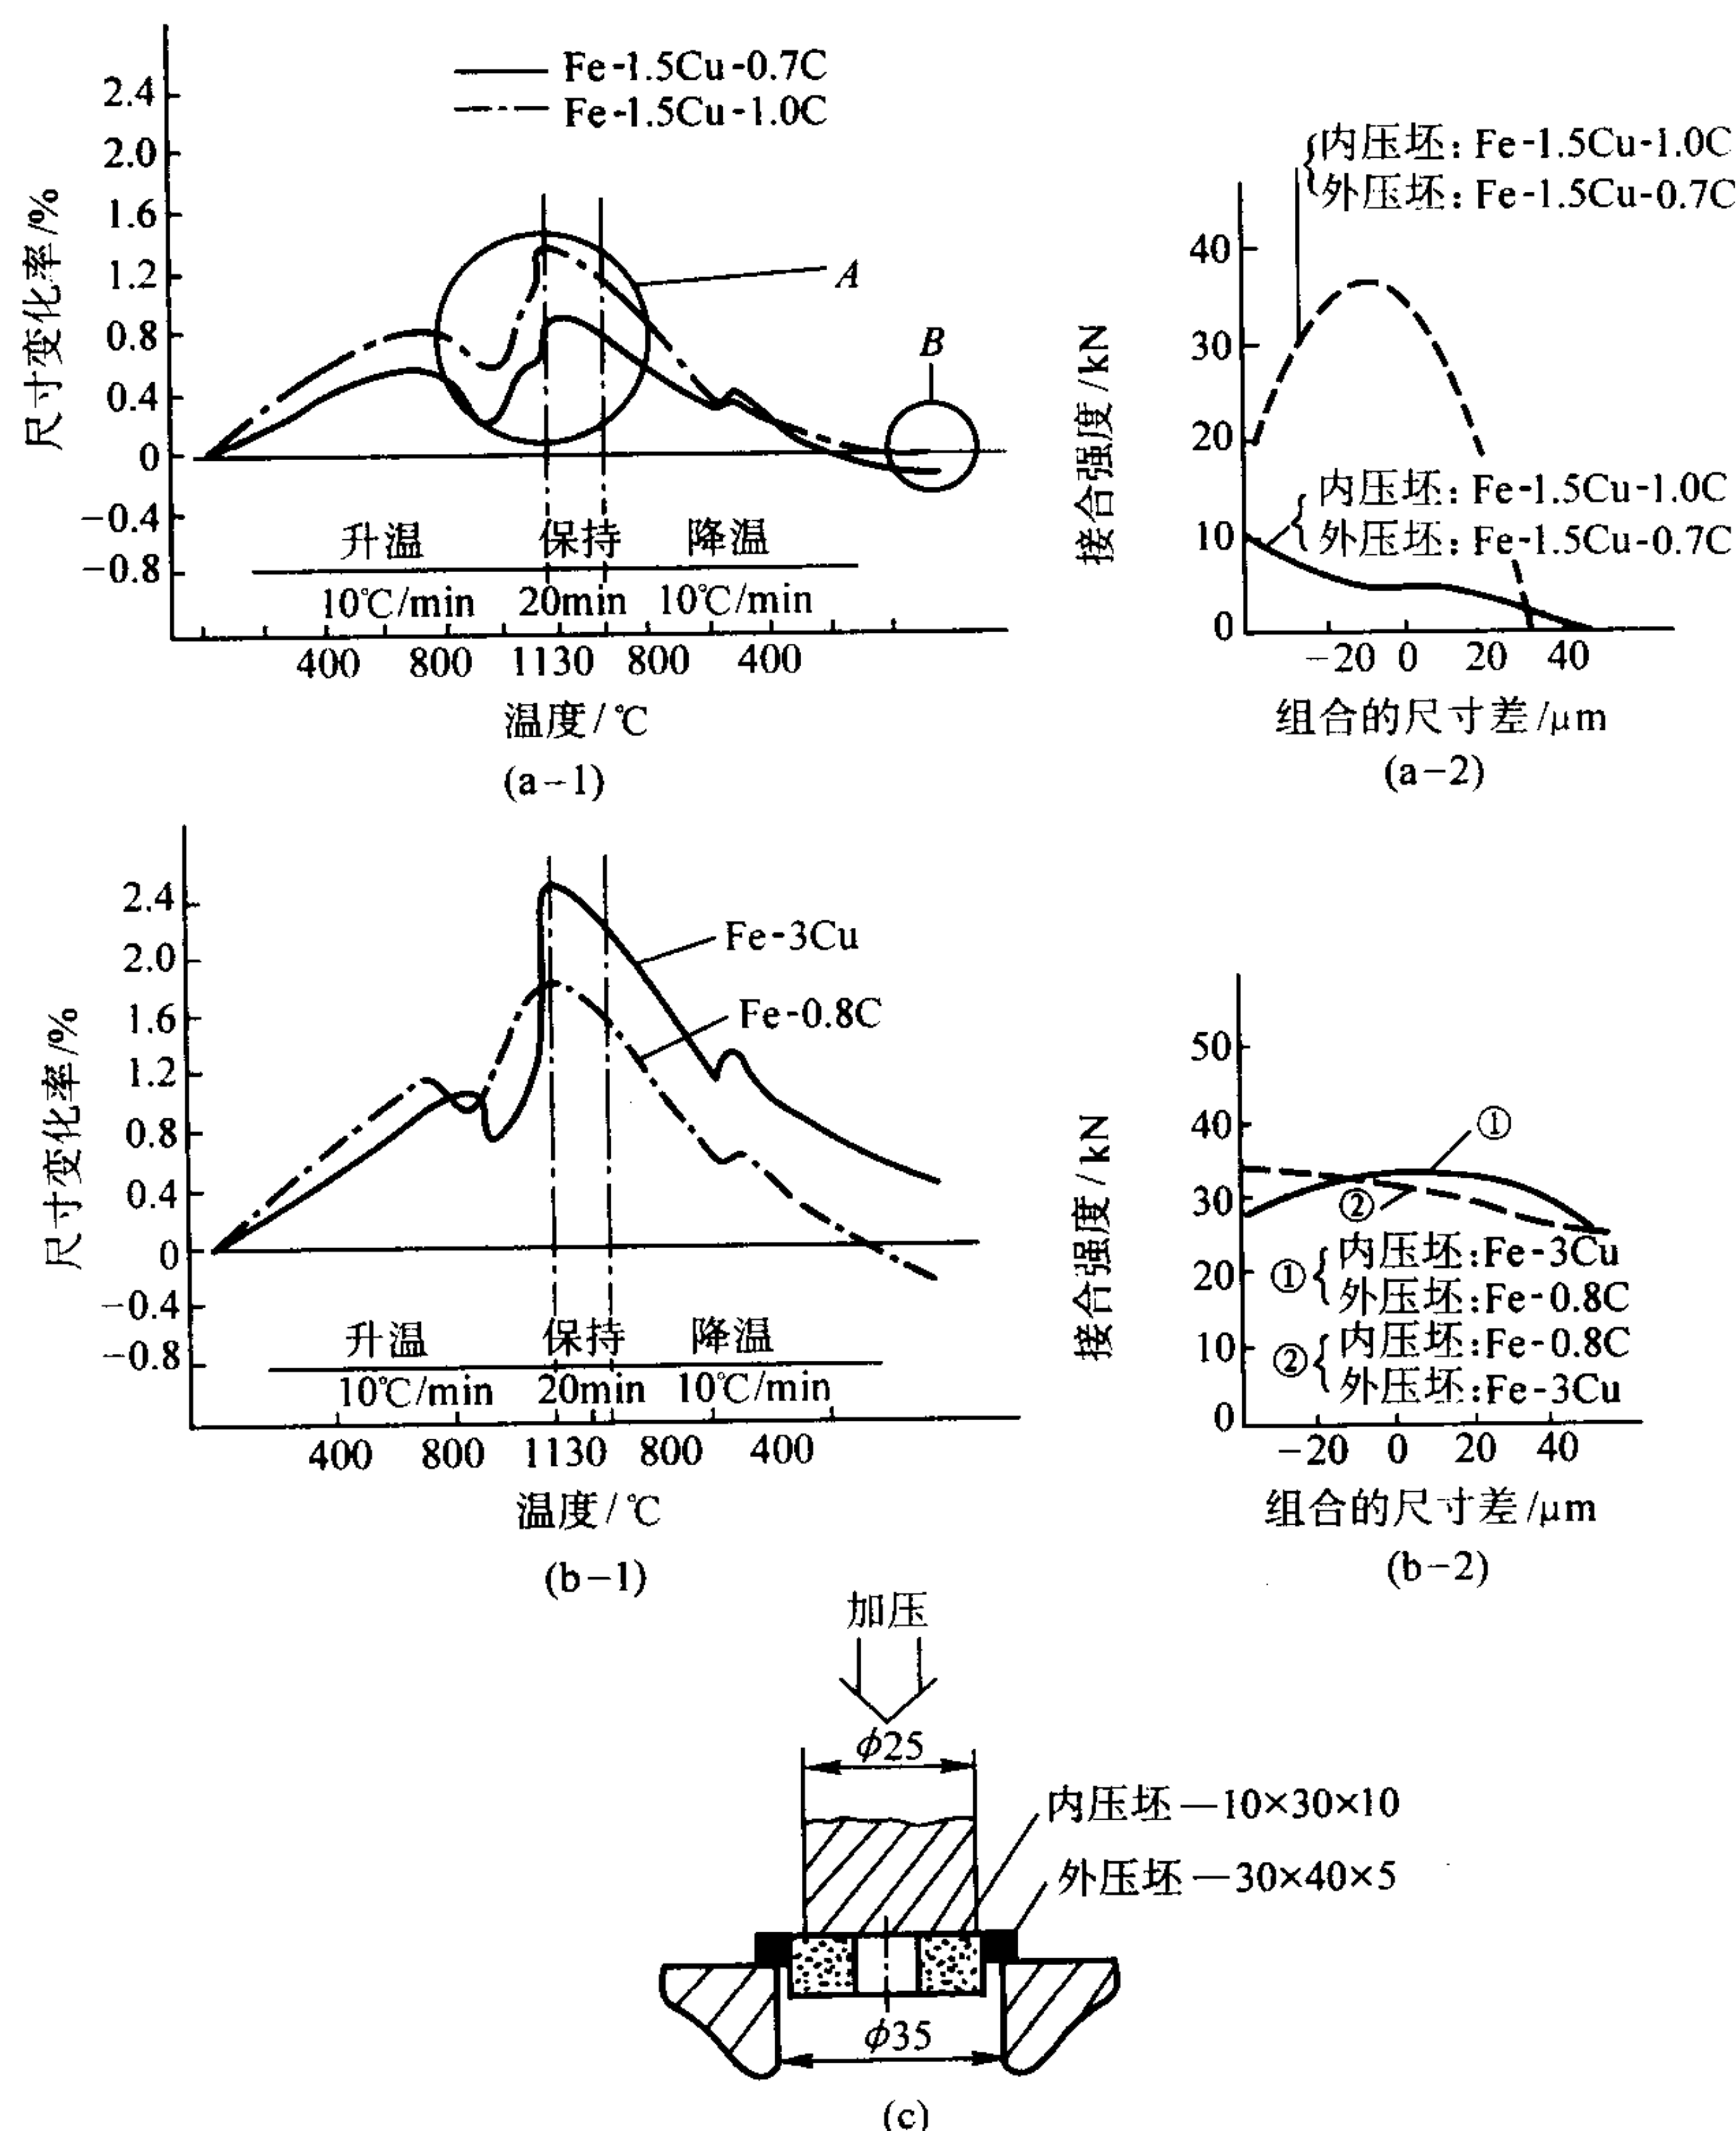 Fe-1.5Cu-0.7C
Fe-1.5Cu-1.0C
2.4
2.0
1.6
1.2
0.8
0.4
0
-0.4
-0.8
尺寸变化率/%
A
B
升温
保持
降温
10℃/min
20min
10℃/min
400
800
1130
800
400
温度/℃
(a-1)
内压坯:Fe-1.5Cu-1.0C
外压坯:Fe-1.5Cu-0.7C
40
30
20
10
0
接合强度/kN
内压坯:Fe-1.5Cu-1.0C
外压坯:Fe-1.5Cu-0.7C
-20
0
20
40
组合的尺寸差/μm
(a-2)
2.4
2.0
1.6
1.2
0.8
0.4
0
-0.4
-0.8
尺寸变化率/%
Fe-3Cu
Fe-0.8C
升温
保持
降温
10℃/min
20min
10℃/min
400
800
1130
800
400
温度/℃
(b-1)
50
40
30
20
10
0
接合强度/kN
①
②
①
内压坯:Fe-3Cu
外压坯:Fe-0.8C
②
内压坯:Fe-0.8C
外压坯:Fe-3Cu
-20
0
20
40
组合的尺寸差/μm
(b-2)
加压
ϕ25
内压坯—10×30×10
外压坯—30×40×5
ϕ35
(c)